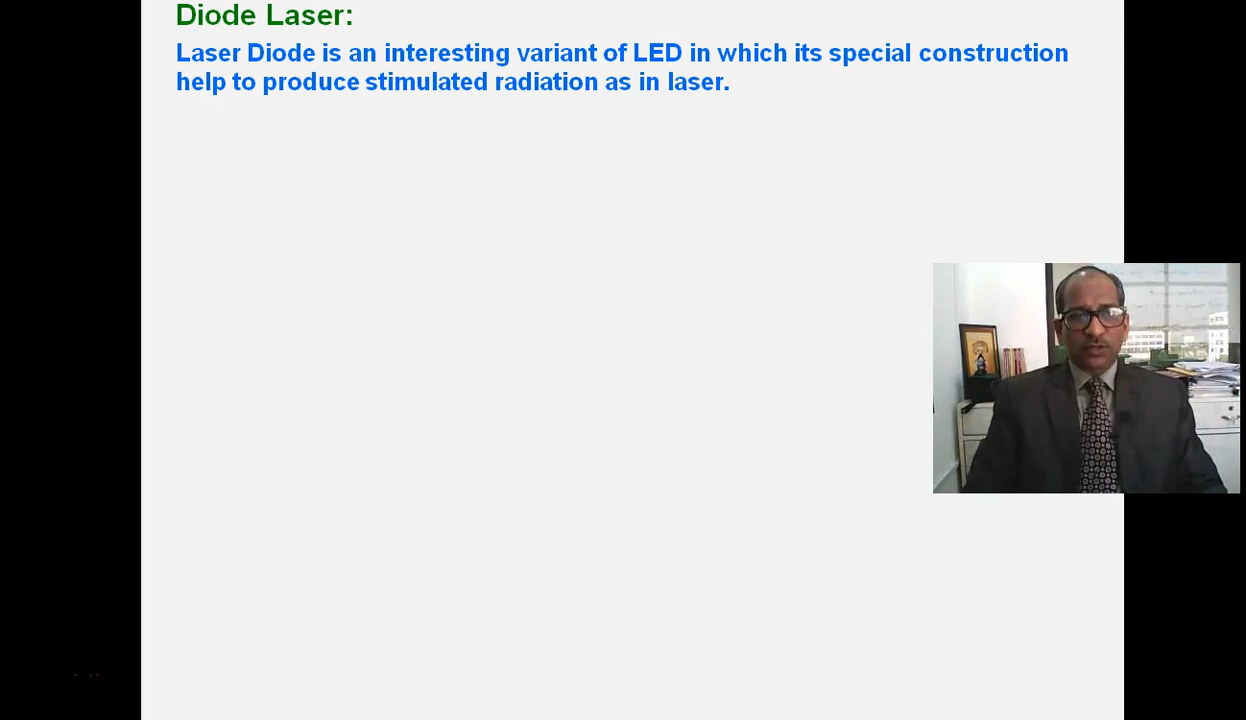 Diode Laser:
Laser Diode is an interesting variant of LED in which its special construction
help to produce stimulated radiation as in laser.